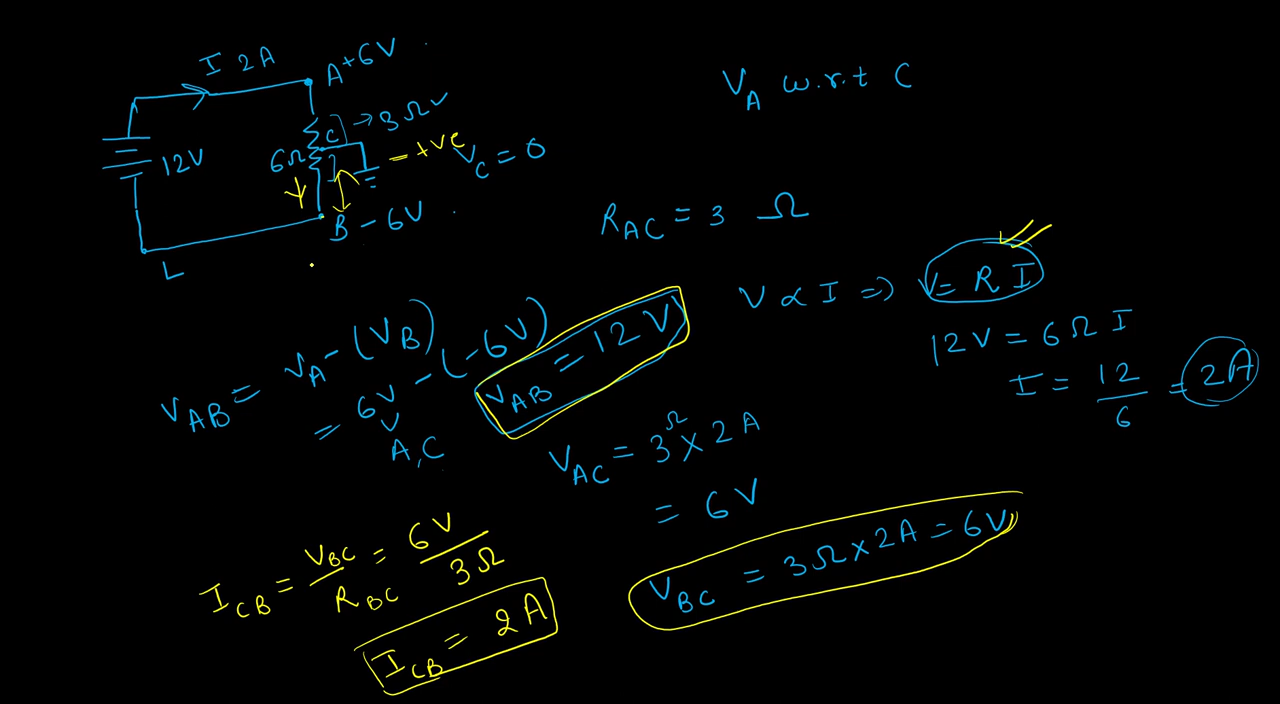 I 2A
A +6V
C → 3Ω
6Ω
12V
- +ve
V_C = 0
B - 6V
L
V_A w.r.t C
R_AC = 3 Ω
V ∝ I => V = R I
12V = 6Ω I
I = 12/6 = 2A
V_AB = V_A - (V_B)
= 6V - (-6V)
V_AB = 12V
A, C
V_AC = 3Ω × 2A
= 6V
V_BC = 3Ω × 2A = 6V
I_CB = V_BC / R_BC = 6V / 3Ω
I_CB = 2A